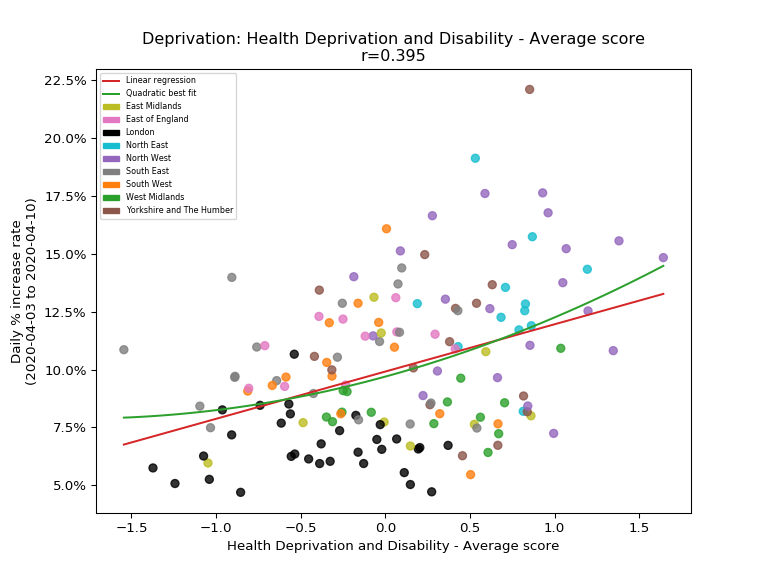 Deprivation: Health Deprivation and Disability - Average score
r=0.395
22.5%
20.0%
17.5%
15.0%
12.5%
10.0%
7.5%
5.0%
Daily % increase rate
(2020-04-03 to 2020-04-10)
Linear regression
Quadratic best fit
East Midlands
East of England
London
North East
North West
South East
South West
West Midlands
Yorkshire and The Humber
−1.5 −1.0 −0.5 0.0 0.5 1.0 1.5
Health Deprivation and Disability - Average score